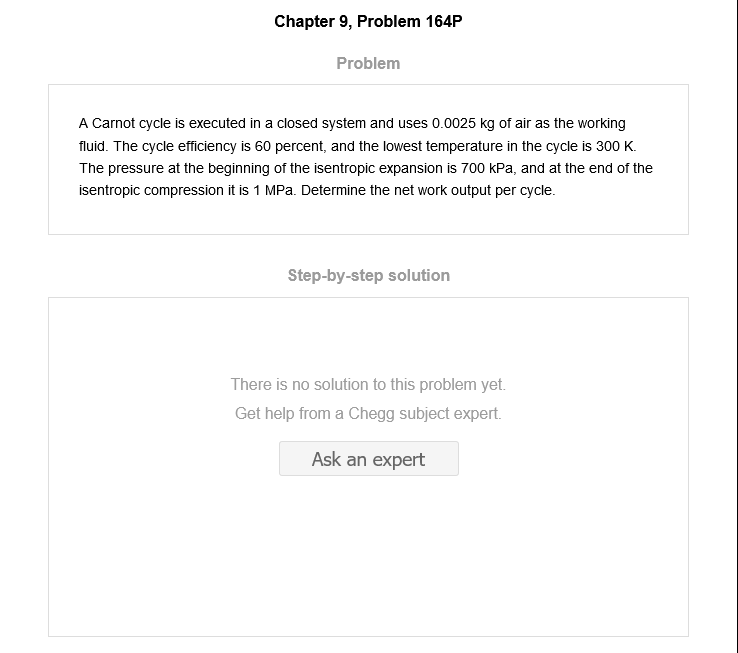 Chapter 9, Problem 164P
Problem
A Carnot cycle is executed in a closed system and uses 0.0025 kg of air as the working
fluid. The cycle efficiency is 60 percent, and the lowest temperature in the cycle is 300 K.
The pressure at the beginning of the isentropic expansion is 700 kPa, and at the end of the
isentropic compression it is 1 MPa. Determine the net work output per cycle.
Step-by-step solution
There is no solution to this problem yet.
Get help from a Chegg subject expert.
Ask an expert